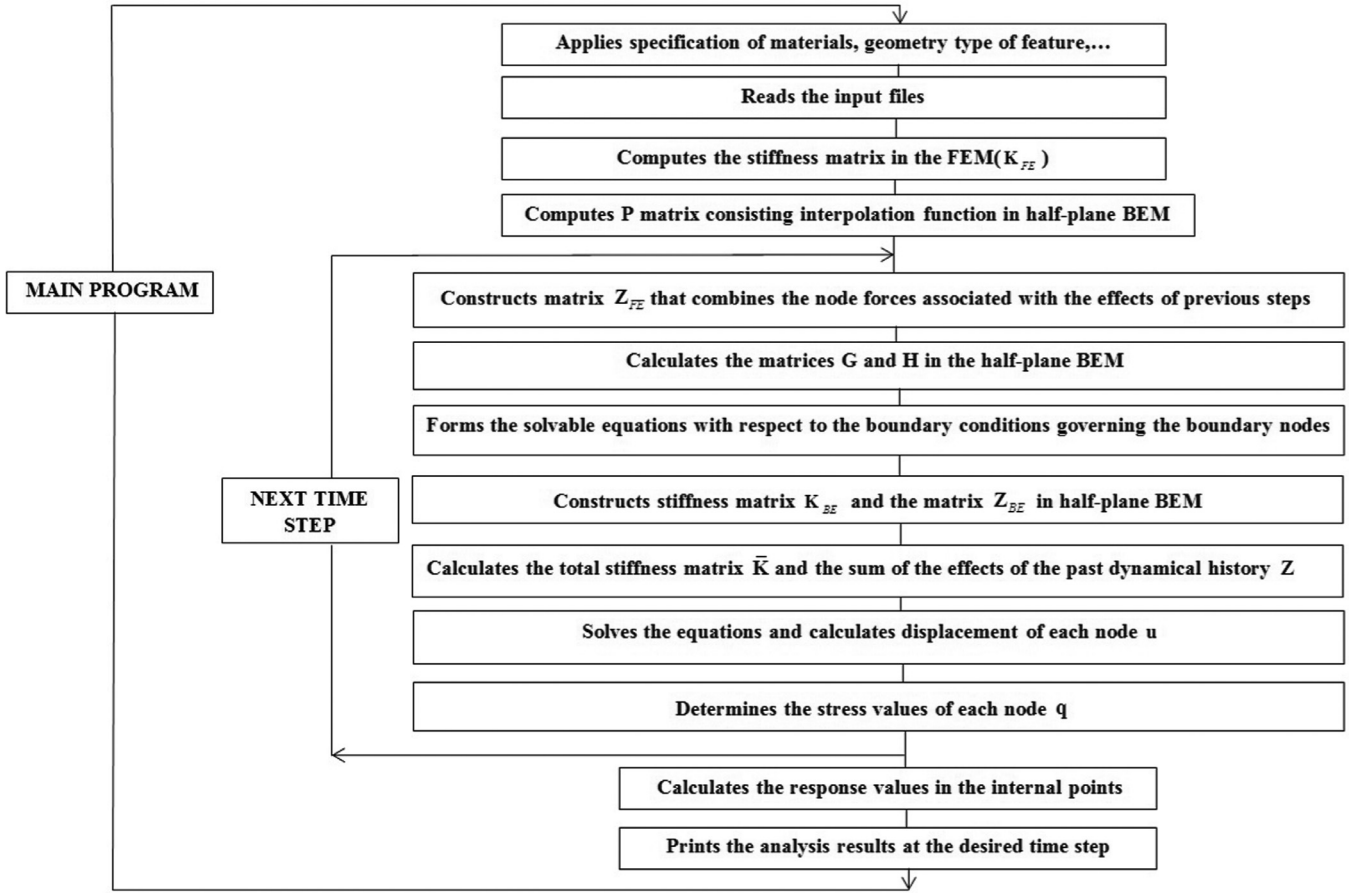 Applies specification of materials, geometry type of feature,...
Reads the input files
Computes the stiffness matrix in the FEM(K_FE )
Computes P matrix consisting interpolation function in half-plane BEM
MAIN PROGRAM
Constructs matrix Z_FE that combines the node forces associated with the effects of previous steps
Calculates the matrices G and H in the half-plane BEM
Forms the solvable equations with respect to the boundary conditions governing the boundary nodes
NEXT TIME
STEP
Constructs stiffness matrix K_BE and the matrix Z_BE in half-plane BEM
Calculates the total stiffness matrix K̄ and the sum of the effects of the past dynamical history Z
Solves the equations and calculates displacement of each node u
Determines the stress values of each node q
Calculates the response values in the internal points
Prints the analysis results at the desired time step